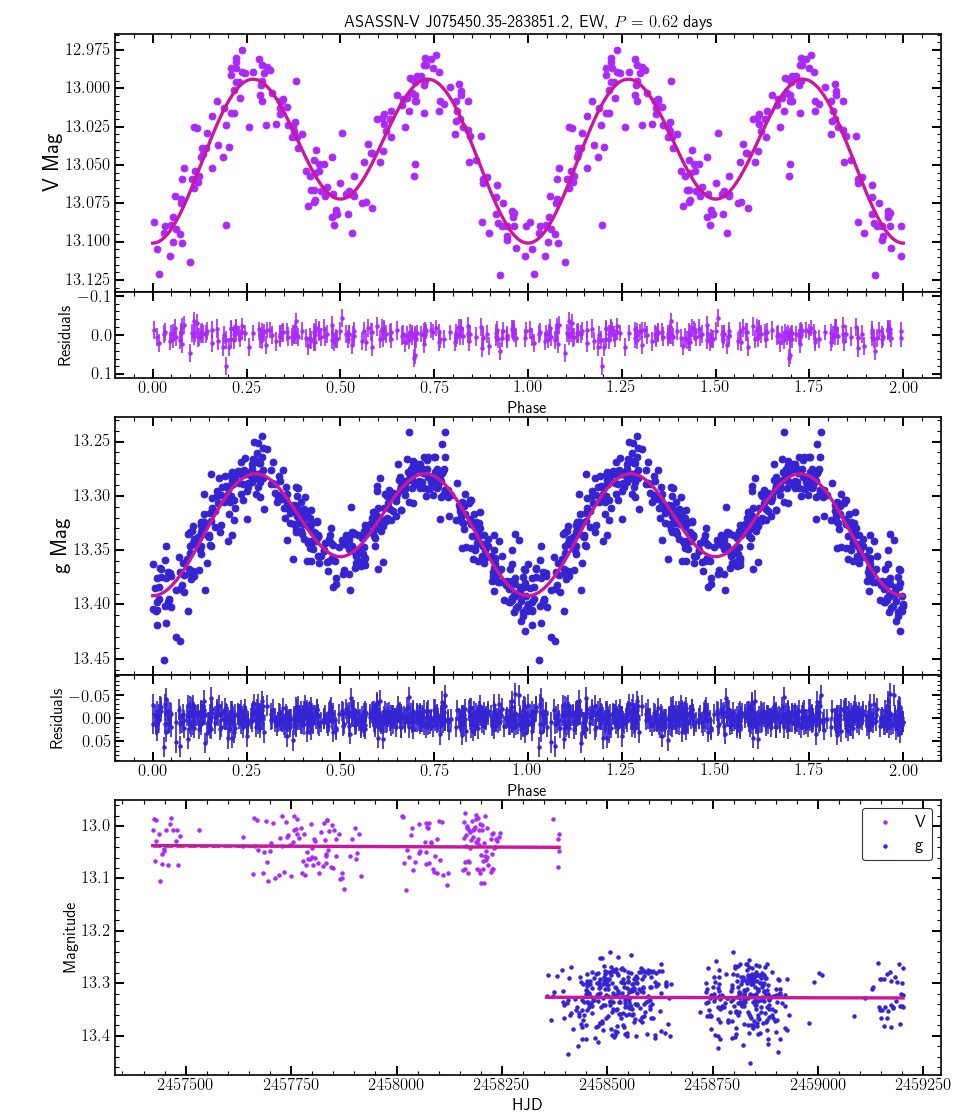 ASASSN-V J075450.35-283851.2, EW, P = 0.62 days
12.975
13.000
13.025
13.050
13.075
13.100
13.125
V Mag
−0.1
0.0
0.1
Residuals
0.00 0.25 0.50 0.75 1.00 1.25 1.50 1.75 2.00
Phase
13.25
13.30
13.35
13.40
13.45
g Mag
−0.05
0.00
0.05
Residuals
0.00 0.25 0.50 0.75 1.00 1.25 1.50 1.75 2.00
Phase
V
g
13.0
13.1
13.2
13.3
13.4
Magnitude
2457500 2457750 2458000 2458250 2458500 2458750 2459000 2459250
HJD